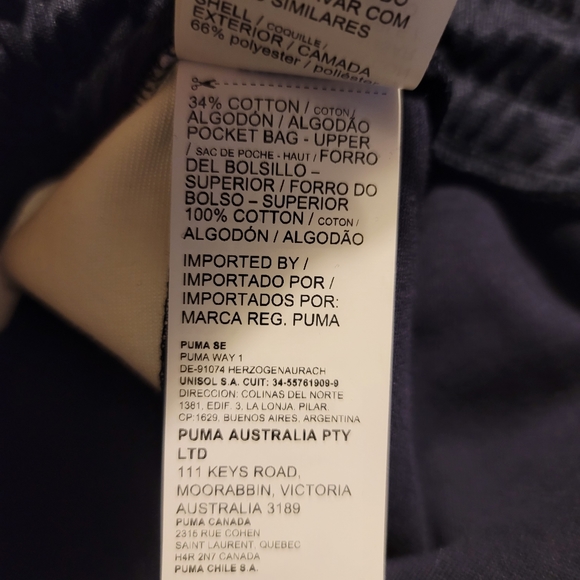 AVAR COM
SIMILARES
SHELL / COQUILLE /
EXTERIOR / CAMADA
66% polyester / poliéster
34% COTTON / COTON /
ALGODÓN / ALGODÃO
POCKET BAG - UPPER
/ SAC DE POCHE - HAUT / FORRO
DEL BOLSILLO –
SUPERIOR / FORRO DO
BOLSO – SUPERIOR
100% COTTON / COTON /
ALGODÓN / ALGODÃO
IMPORTED BY /
IMPORTADO POR /
IMPORTADOS POR:
MARCA REG. PUMA
PUMA SE
PUMA WAY 1
DE-91074 HERZOGENAURACH
UNISOL S.A. CUIT: 34-55761909-9
DIRECCION: COLINAS DEL NORTE
1381, EDIF. 3, LA LONJA, PILAR,
CP:1629, BUENOS AIRES, ARGENTINA
PUMA AUSTRALIA PTY
LTD
111 KEYS ROAD,
MOORABBIN, VICTORIA
AUSTRALIA 3189
PUMA CANADA
2315 RUE COHEN
SAINT LAURENT, QUEBEC
H4R 2N7 CANADA
PUMA CHILE S.A.